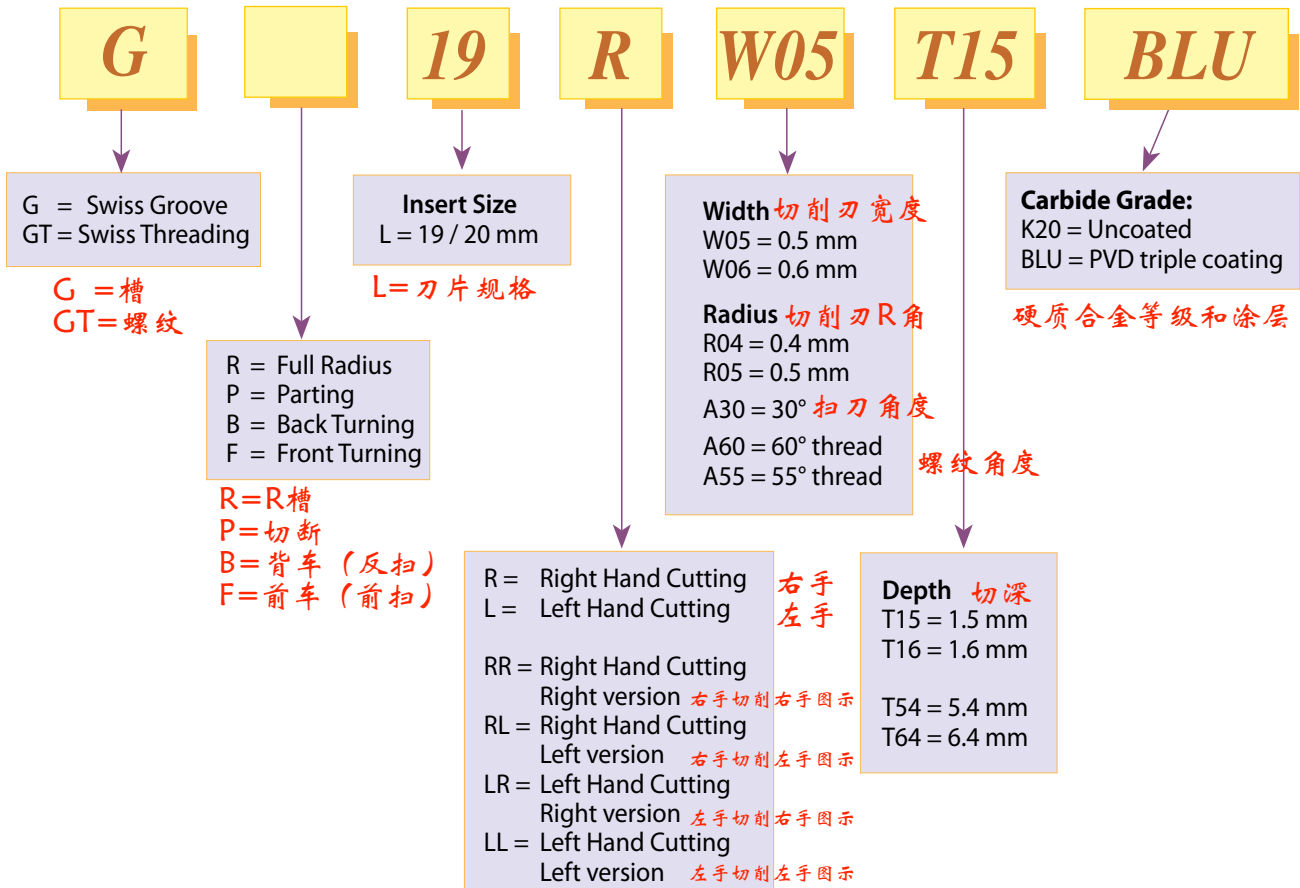 G 19 R W05 T15 BLU
G = Swiss Groove
GT = Swiss Threading
G =槽
GT=螺纹
R = Full Radius
P = Parting
B = Back Turning
F = Front Turning
R=R槽
P=切断
B=背车（反扫）
F=前车（前扫）
Insert Size
L = 19 / 20 mm
L=刀片规格
R = Right Hand Cutting 右手
L = Left Hand Cutting 左手
RR = Right Hand Cutting
Right version 右手切削右手图示
RL = Right Hand Cutting
Left version 右手切削左手图示
LR = Left Hand Cutting
Right version 左手切削右手图示
LL = Left Hand Cutting
Left version 左手切削左手图示
Width 切削刃宽度
W05 = 0.5 mm
W06 = 0.6 mm
Radius 切削刃R角
R04 = 0.4 mm
R05 = 0.5 mm
A30 = 30° 扫刀角度
A60 = 60° thread
A55 = 55° thread 螺纹角度
Depth 切深
T15 = 1.5 mm
T16 = 1.6 mm
T54 = 5.4 mm
T64 = 6.4 mm
Carbide Grade:
K20 = Uncoated
BLU = PVD triple coating
硬质合金等级和涂层